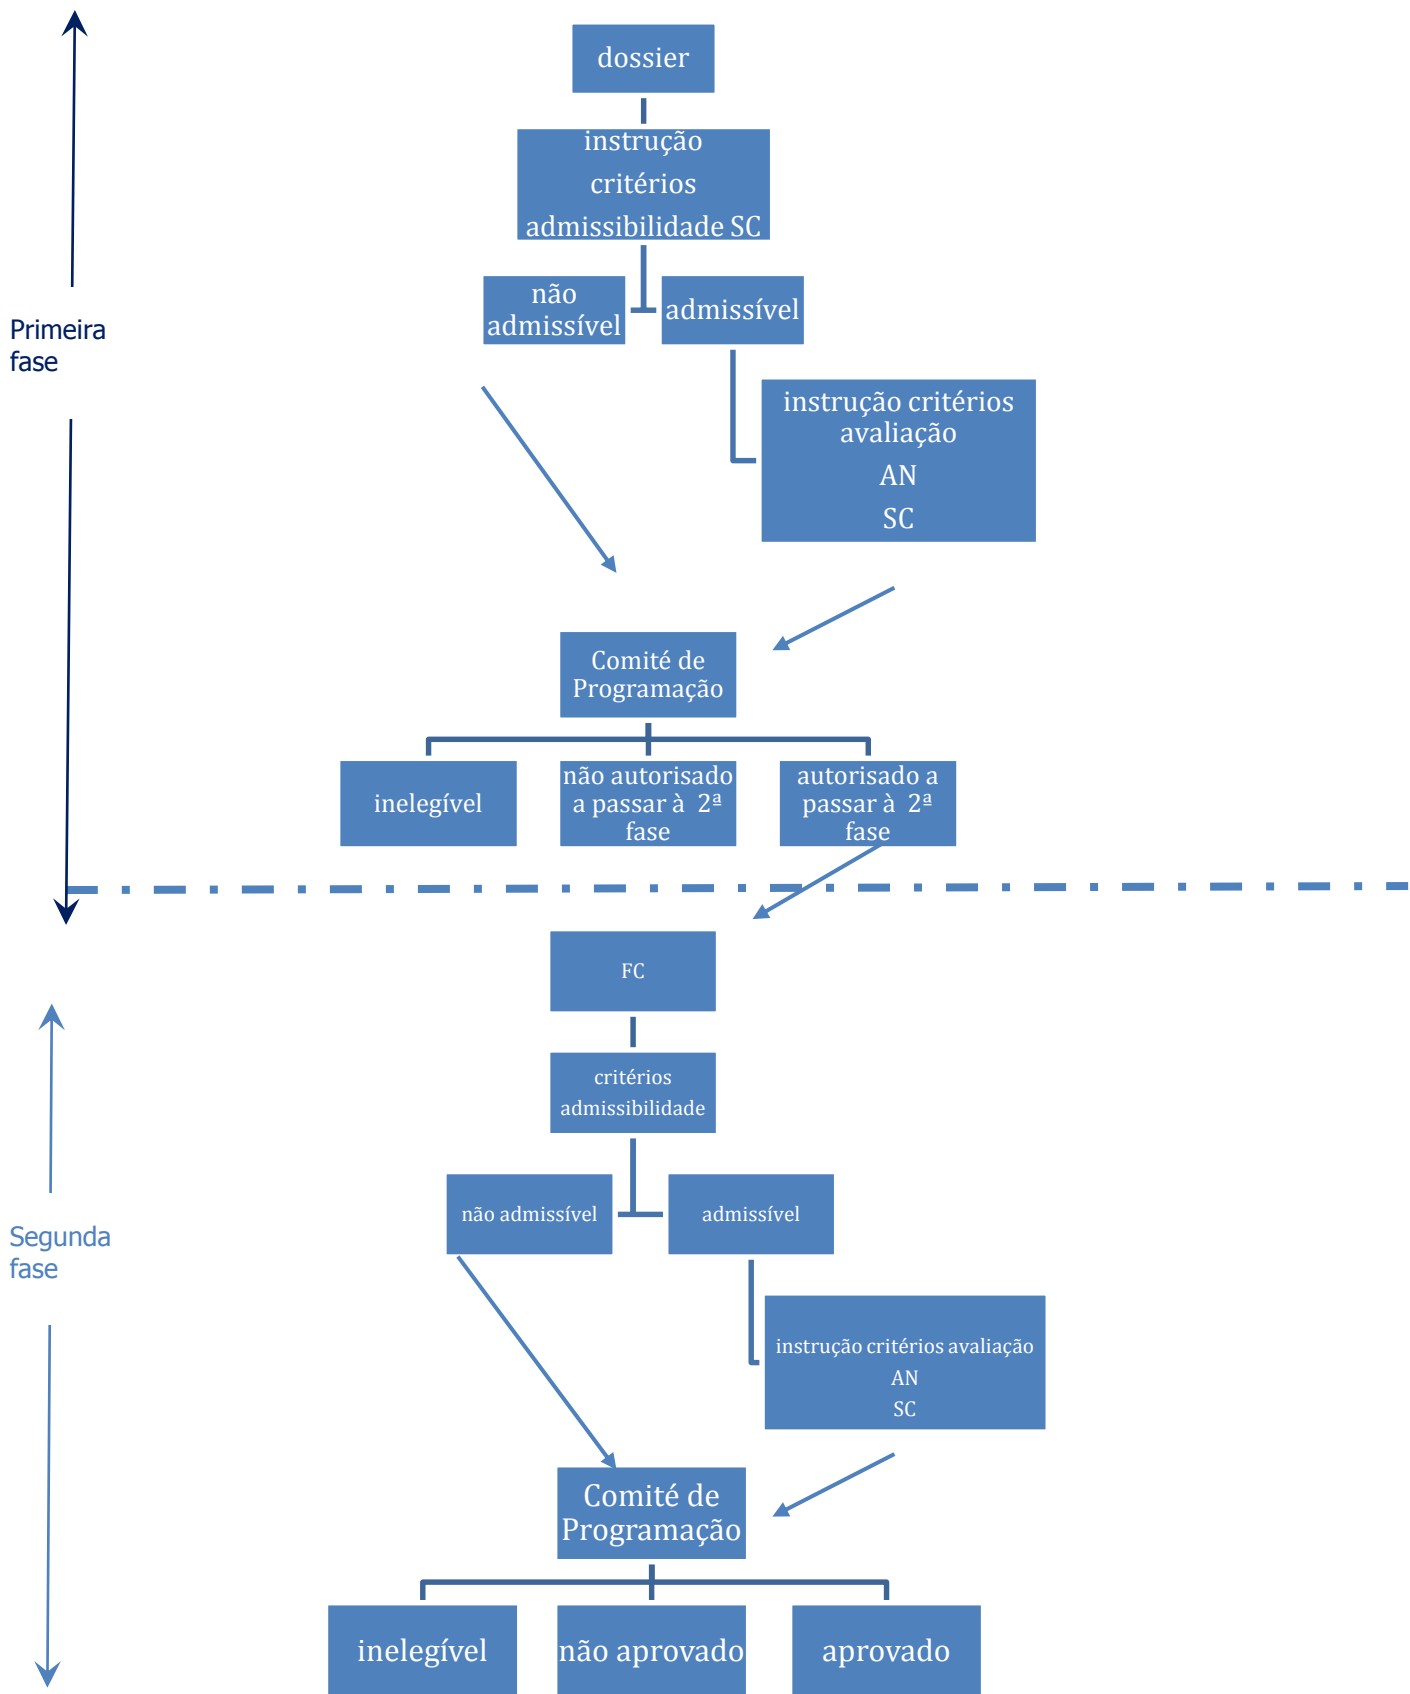 dossier
instrução
critérios
admissibilidade SC
não
admissível
admissível
Primeira
fase
instrução critérios
avaliação
AN
SC
Comité de
Programação
inelegível
não autorisado
a passar à 2ª
fase
autorisado a
passar à 2ª
fase
FC
critérios
admissibilidade
não admissível
admissível
Segunda
fase
instrução critérios avaliação
AN
SC
Comité de
Programação
inelegível
não aprovado
aprovado